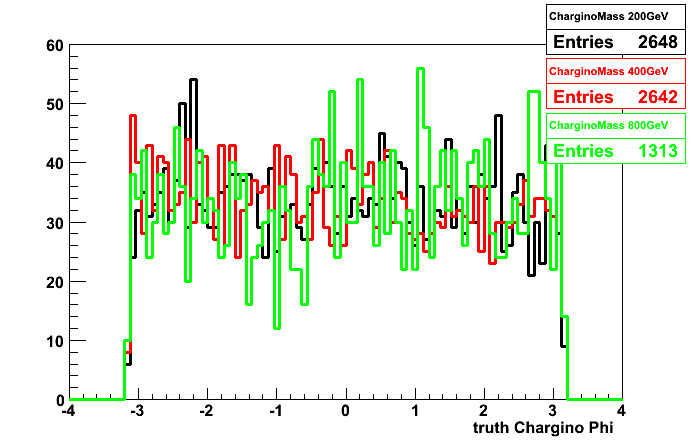 CharginoMass 200GeV
Entries 2648
CharginoMass 400GeV
Entries 2642
CharginoMass 800GeV
Entries 1313
60
50
40
30
20
10
0
-4 -3 -2 -1 0 1 2 3 4
truth Chargino Phi